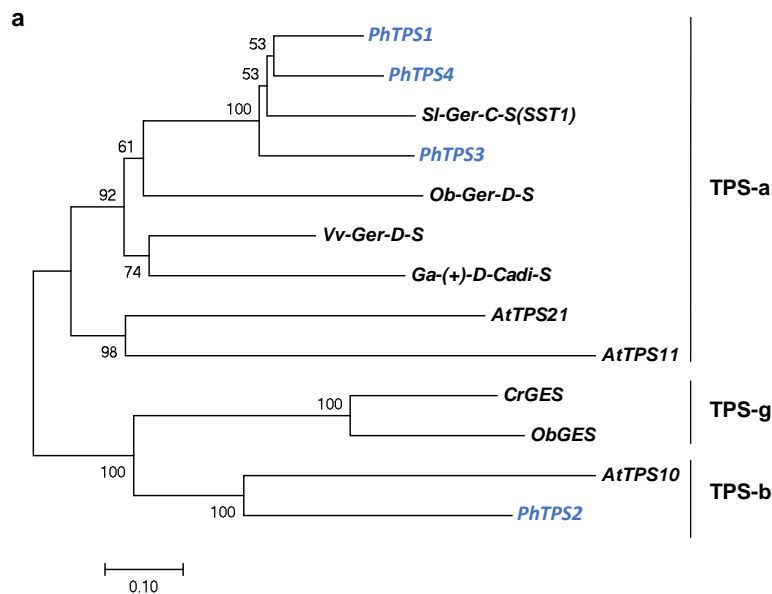 a
53
PhTPS1
53
PhTPS4
100
Sl-Ger-C-S(SST1)
61
PhTPS3
92
TPS-a
Ob-Ger-D-S
Vv-Ger-D-S
74
Ga-(+)-D-Cadi-S
AtTPS21
98
AtTPS11
100
CrGES
TPS-g
ObGES
100
AtTPS10
TPS-b
100
PhTPS2
0.10